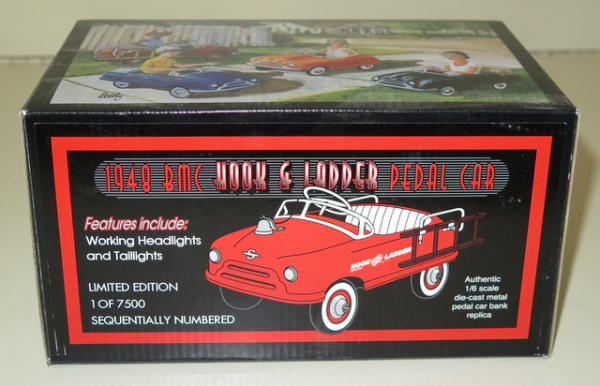 1948 BMC HOOK & LADDER PEDAL CAR
Features include:
Working Headlights
and Taillights
LIMITED EDITION
1 OF 7500
SEQUENTIALLY NUMBERED
HOOK LADDER
Authentic
1/6 scale
die-cast metal
pedal car bank
replica